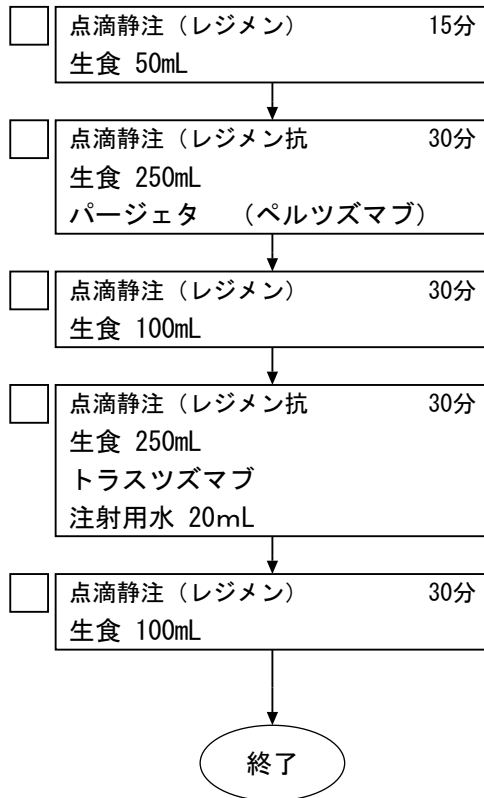 点滴静注（レジメン） 15分
生食 50mL
点滴静注（レジメン抗 30分
生食 250mL
パージェタ （ペルツズマブ）
点滴静注（レジメン） 30分
生食 100mL
点滴静注（レジメン抗 30分
生食 250mL
トラスツズマブ
注射用水 20mL
点滴静注（レジメン） 30分
生食 100mL
終了